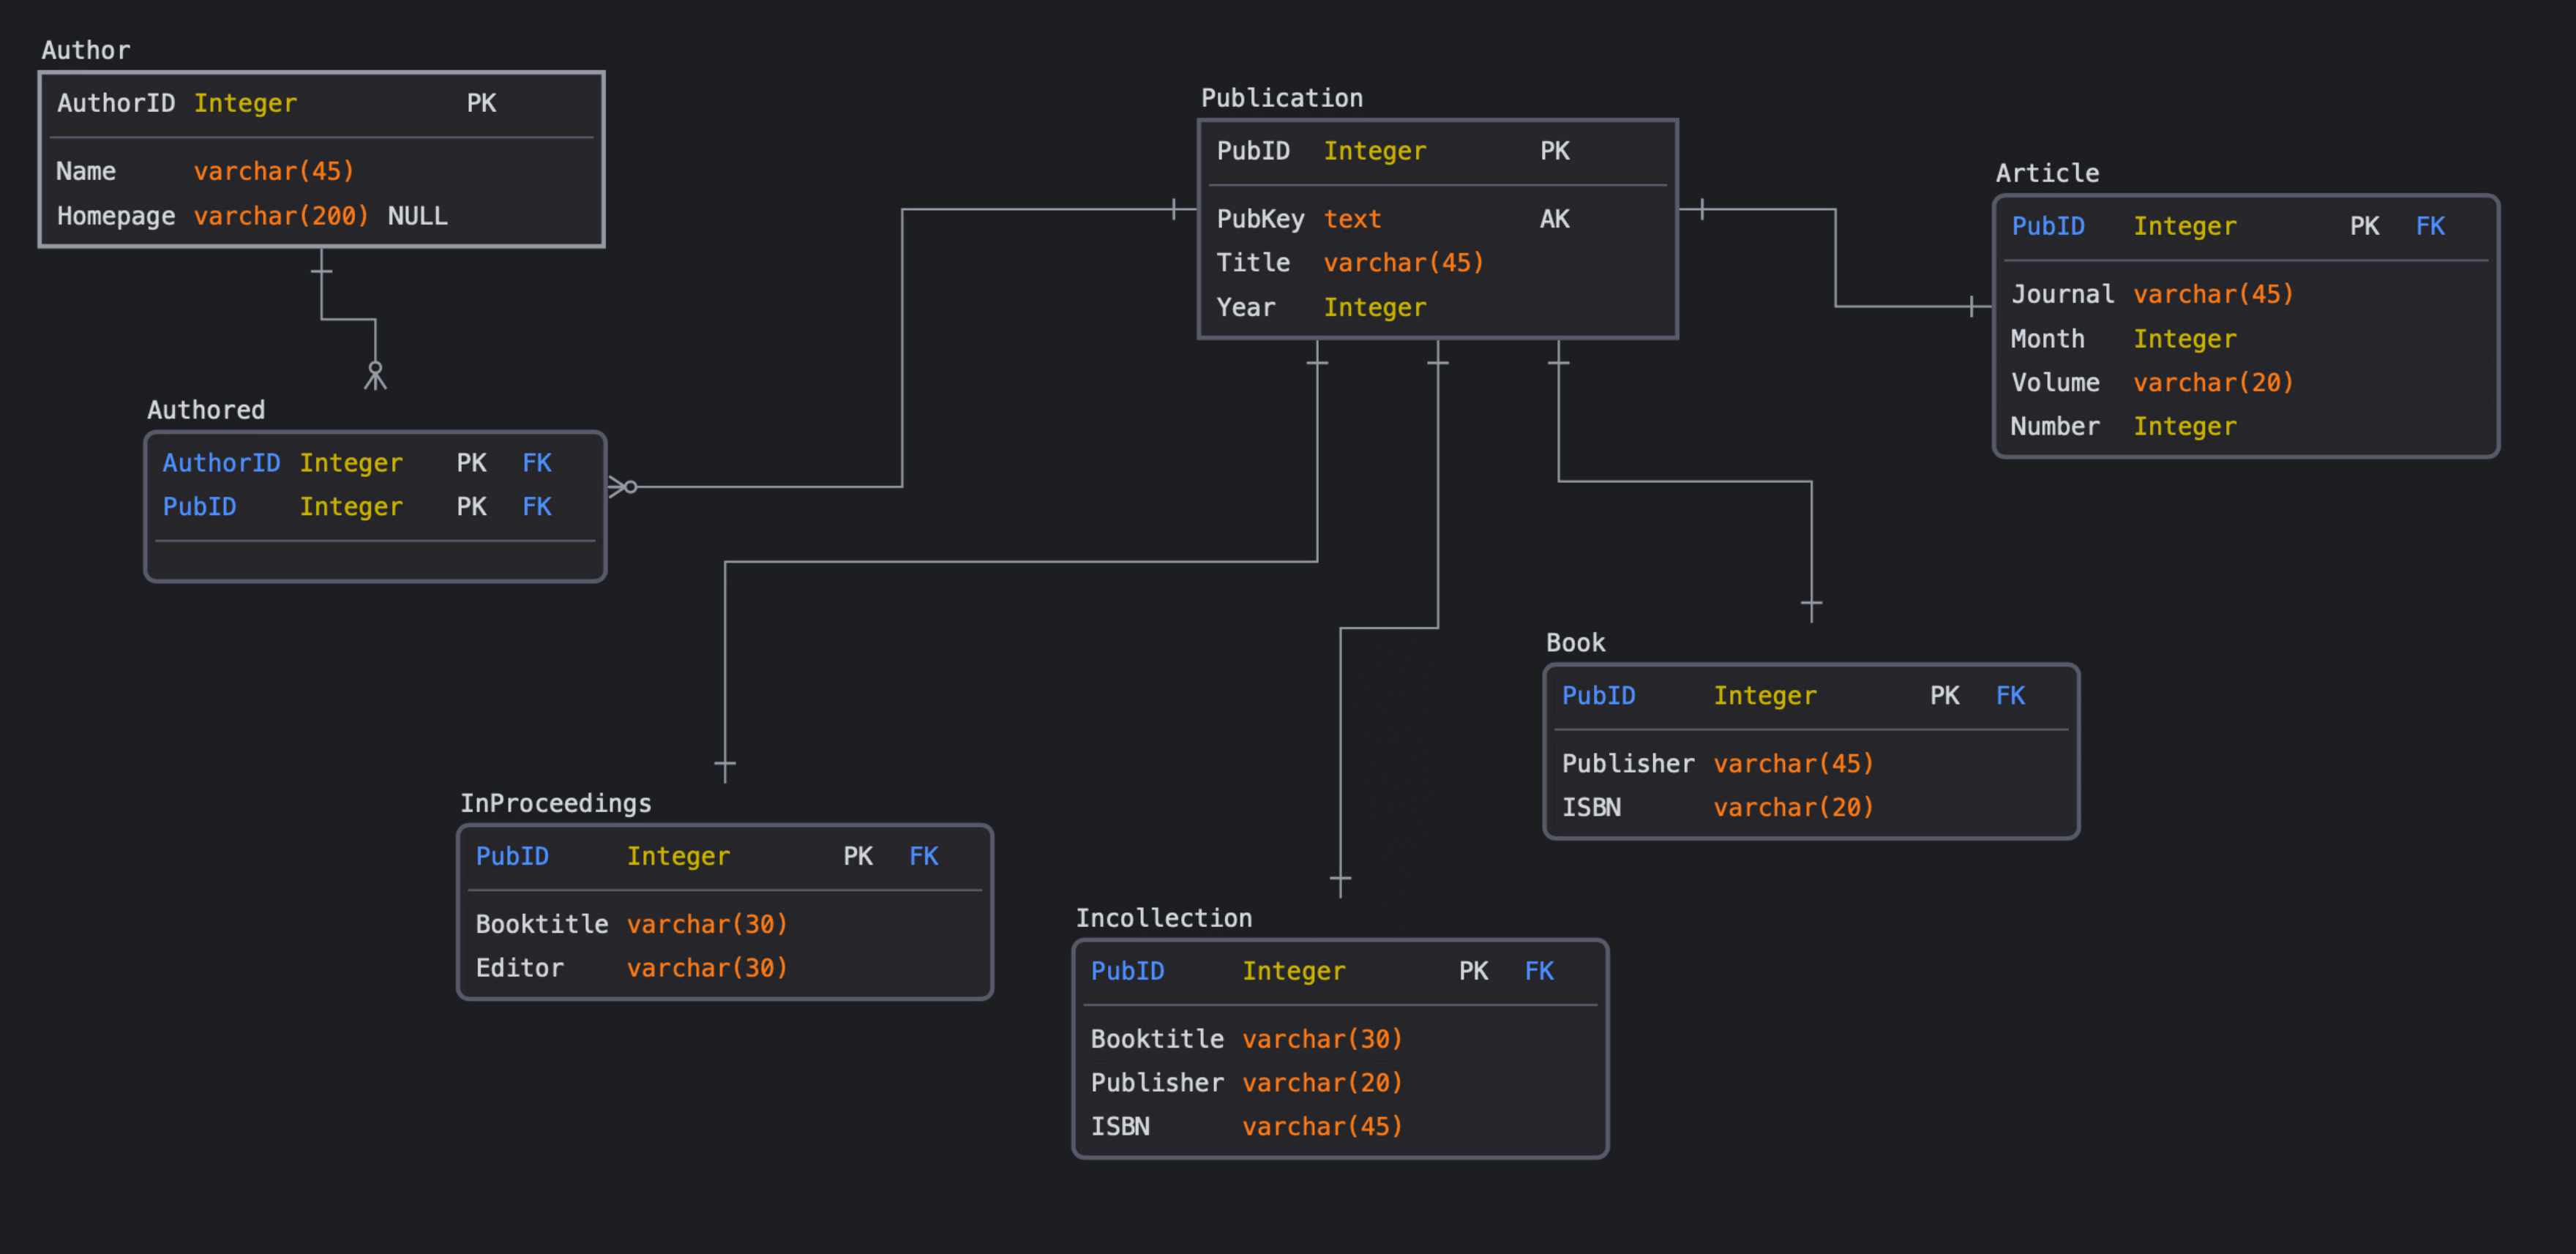 Author
AuthorID Integer PK
Name varchar(45)
Homepage varchar(200) NULL
Authored
AuthorID Integer PK FK
PubID Integer PK FK
Publication
PubID Integer PK
PubKey text AK
Title varchar(45)
Year Integer
Article
PubID Integer PK FK
Journal varchar(45)
Month Integer
Volume varchar(20)
Number Integer
InProceedings
PubID Integer PK FK
Booktitle varchar(30)
Editor varchar(30)
Incollection
PubID Integer PK FK
Booktitle varchar(30)
Publisher varchar(20)
ISBN varchar(45)
Book
PubID Integer PK FK
Publisher varchar(45)
ISBN varchar(20)